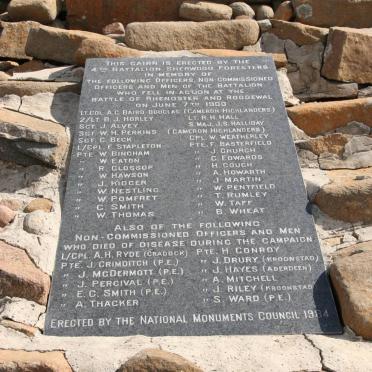 THIS CAIRN IS ERECTED BY THE
4TH BATTALION SHERWOOD FORESTERS
IN MEMORY OF
THE FOLLOWING OFFICERS, NON COMMISSIONED
OFFICERS AND MEN OF THE BATTALION
WHO FELL IN ACTION AT THE
BATTLE OF RHENOSTER AND ROODEVAL
ON JUNE 7TH 1900
LT. COL. A.C. BAIRD DOUGLAS (CAMERON HIGHLANDERS)
2/LT. B.J. HORLEY LT. R.H. HALL
SGT. J. ALVEY S. MAJ. J.S. HALLIDAY
SGT. W.H. PERKINS (CAMERON HIGHLANDERS)
SGT. C. BECK CPL. W. WEATHERLY
L/CPL. F. STAPLETON PTE. F. BASTERFIELD
PTE. W. BINGHAM " J. CHURCH
" W. EATON " C. EDWARDS
" R. GLOSSOP " H. GOUGH
" W. HAWSON " A. HOWARTH
" J. KIDGER " J. MARTIN
" W. NESTLING " W. PENTFIELD
" W. POMFRET " T. RUMLEY
" C. SMITH " W. TAFF
" W. THOMAS " B. WHEAT
ALSO OF THE FOLLOWING
NON-COMMISSIONED OFFICERS AND MEN
WHO DIED OF DISEASE DURING THE CAMPAIGN
L/CPL. A.H. RYDE (CRADOCK) PTE. H. CONROY
PTE. J. CRIMDITCH (P.E.) " J. DRURY (KROONSTAD)
" J. MCDERMOTT (P.E.) " J. HAYES (ABERDEEN)
" J. PERCIVAL (P.E.) " A. MITCHELL
" E.C. SMITH (P.E.) " J. RILEY (KROONSTAD)
" A. THACKER " S. WARD (P.E.)
ERECTED BY THE NATIONAL MONUMENTS COUNCIL 1984